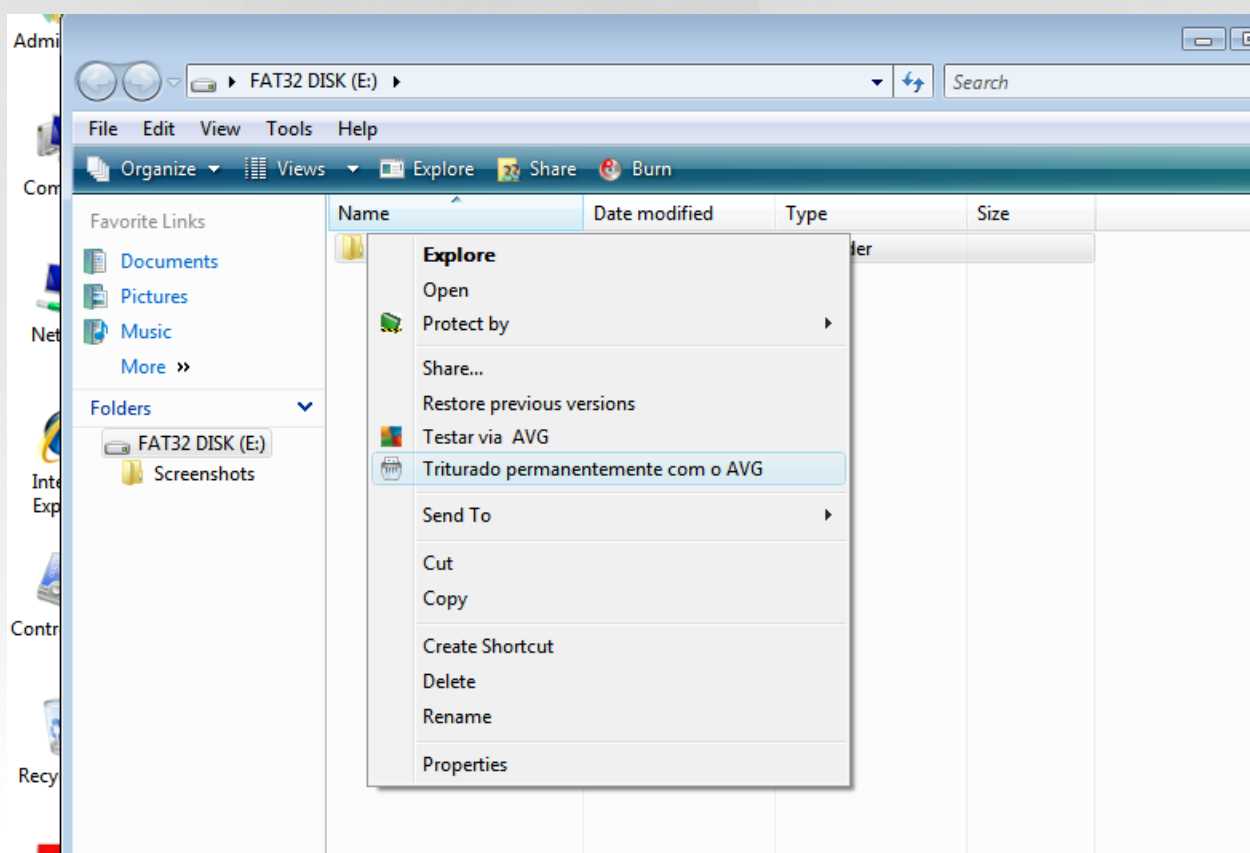 Admi
FAT32 DISK (E:)
Search
File Edit View Tools Help
Organize Views Explore Share Burn
Com
Favorite Links
Name Date modified Type Size
der
Documents
Pictures
Music
More »
Net
Folders
FAT32 DISK (E:)
Screenshots
Inte
Exp
Contr
Recy
Explore
Open
Protect by
Share...
Restore previous versions
Testar via AVG
Triturado permanentemente com o AVG
Send To
Cut
Copy
Create Shortcut
Delete
Rename
Properties